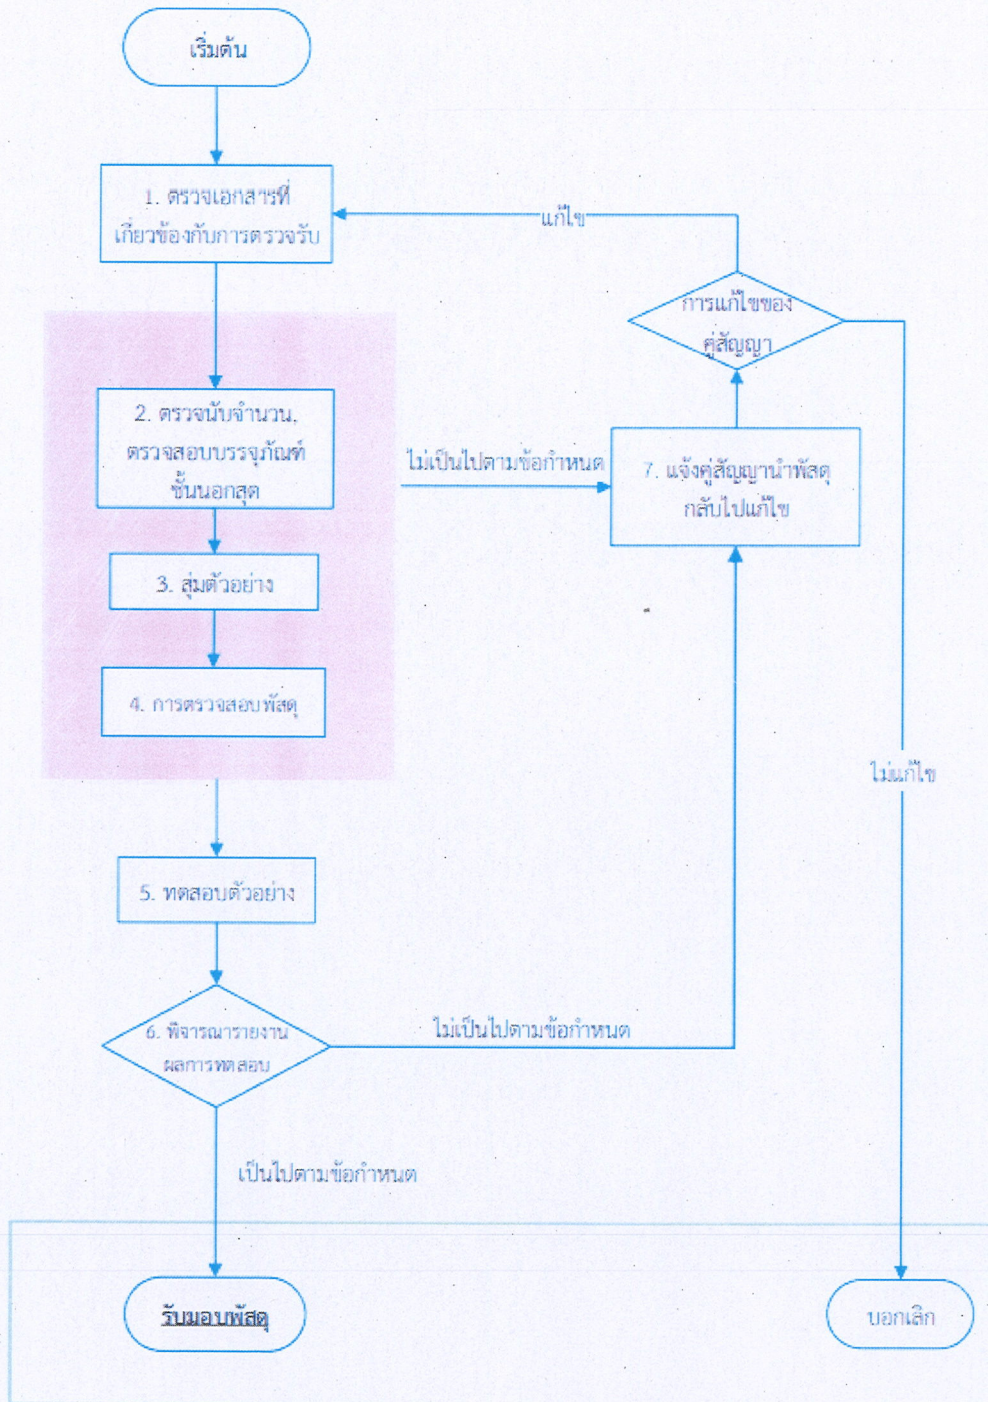 เริ่มต้น
1. ตรวจเอกสารที่
เกี่ยวข้องกับการตรวจรับ
แก้ไข
การแก้ไขของ
คู่สัญญา
2. ตรวจนับจำนวน,
ตรวจสอบบรรจุภัณฑ์
ชั้นนอกสุด
ไม่เป็นไปตามข้อกำหนด
7. แจ้งคู่สัญญานำพัสดุ
กลับไปแก้ไข
3. สุ่มตัวอย่าง
4. การตรวจสอบพัสดุ
ไม่แก้ไข
5. ทดสอบตัวอย่าง
6. พิจารณารายงาน
ผลการทดสอบ
ไม่เป็นไปตามข้อกำหนด
เป็นไปตามข้อกำหนด
รับมอบพัสดุ
บอกเลิก